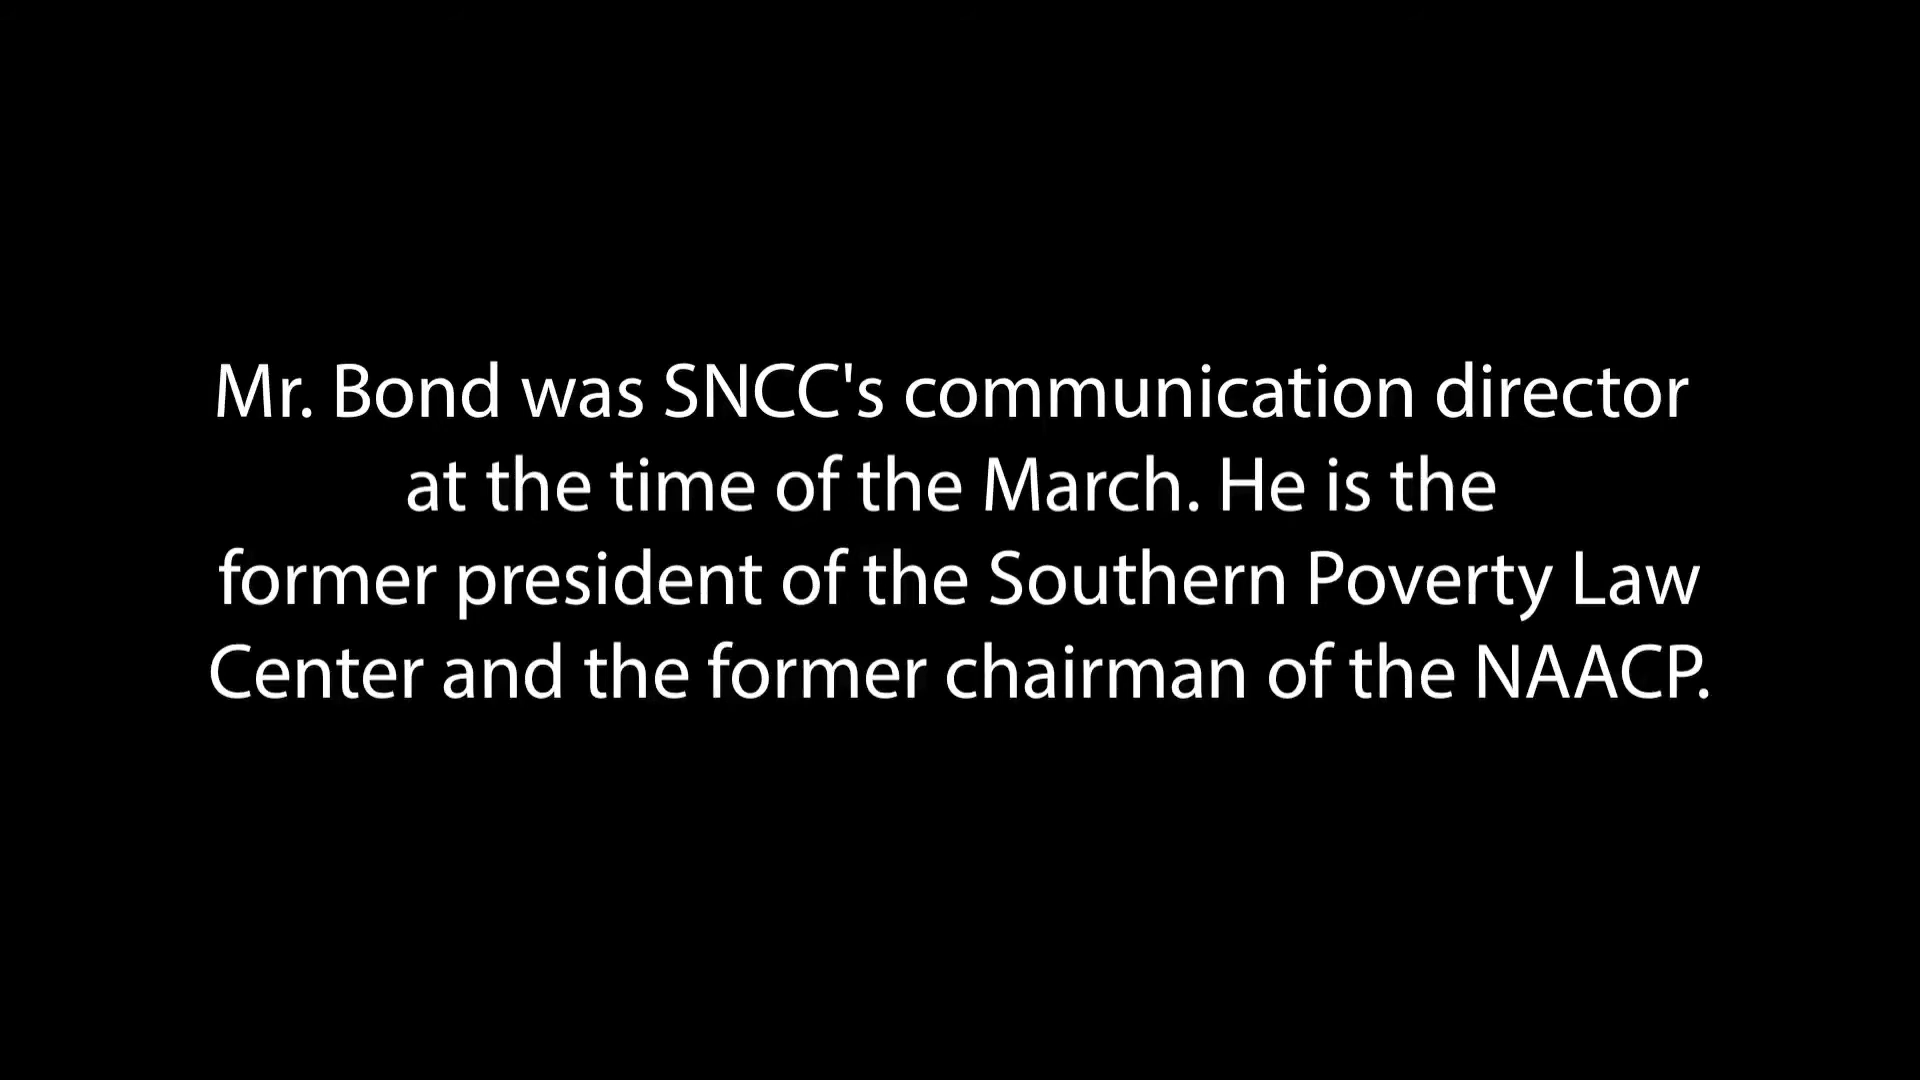 Mr. Bond was SNCC's communication director
at the time of the March. He is the
former president of the Southern Poverty Law
Center and the former chairman of the NAACP.